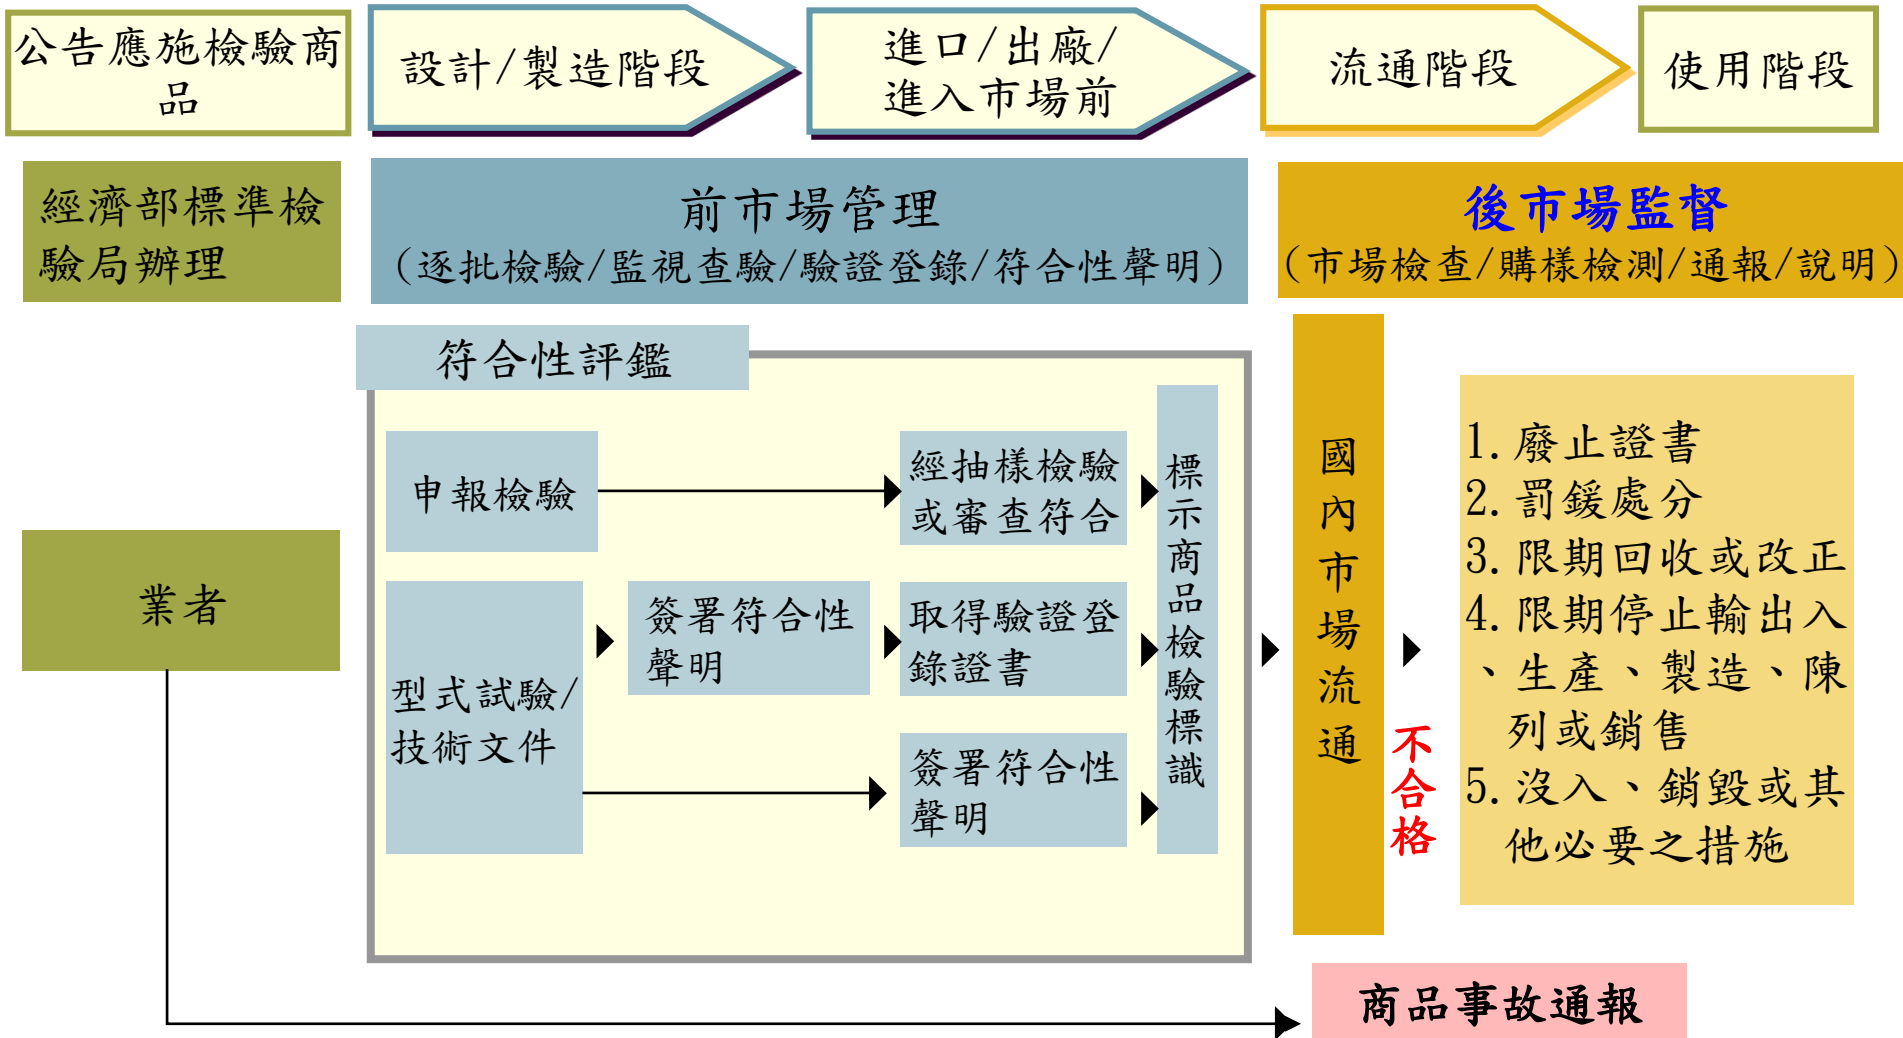 公告應施檢驗商
品
設計/製造階段
進口/出廠/
進入市場前
流通階段
使用階段
經濟部標準檢
驗局辦理
前市場管理
(逐批檢驗/監視查驗/驗證登錄/符合性聲明)
後市場監督
(市場檢查/購樣檢測/通報/說明)
符合性評鑑
申報檢驗
經抽樣檢驗
或審查符合
業者
型式試驗/
技術文件
簽署符合性
聲明
取得驗證登
錄證書
簽署符合性
聲明
標示商品檢驗標識
國內市場流通
不合格
1.廢止證書
2.罰鍰處分
3.限期回收或改正
4.限期停止輸出入
、生產、製造、陳
列或銷售
5.沒入、銷毀或其
他必要之措施
商品事故通報